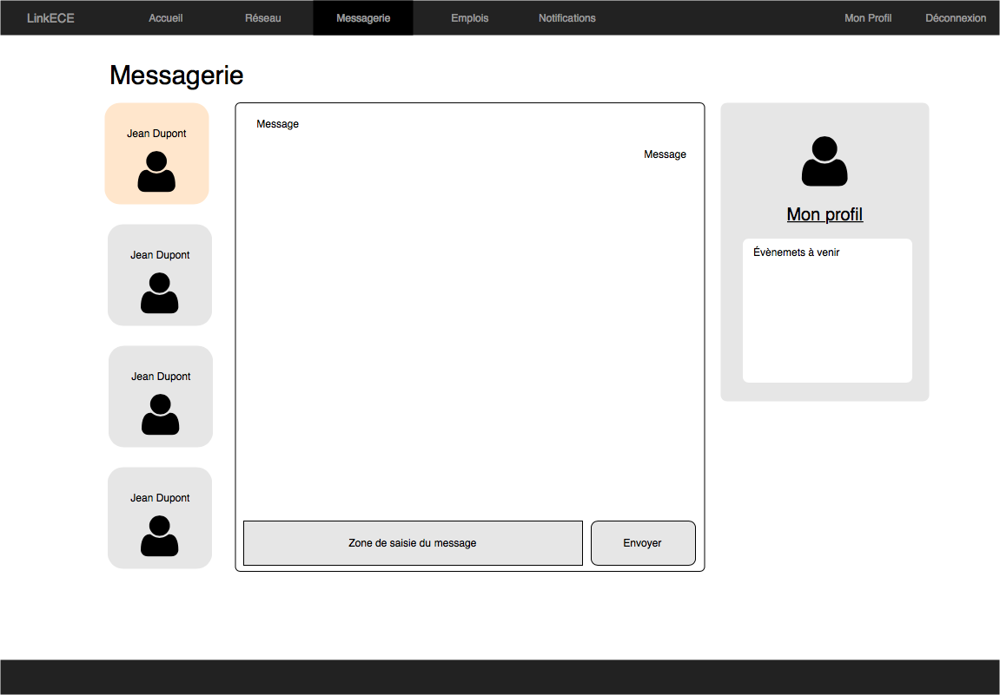 LinkECE Accueil Réseau Messagerie Emplois Notifications Mon Profil Déconnexion
Messagerie
Jean Dupont
Jean Dupont
Jean Dupont
Jean Dupont
Message
Message
Zone de saisie du message
Envoyer
Mon profil
Évènemets à venir